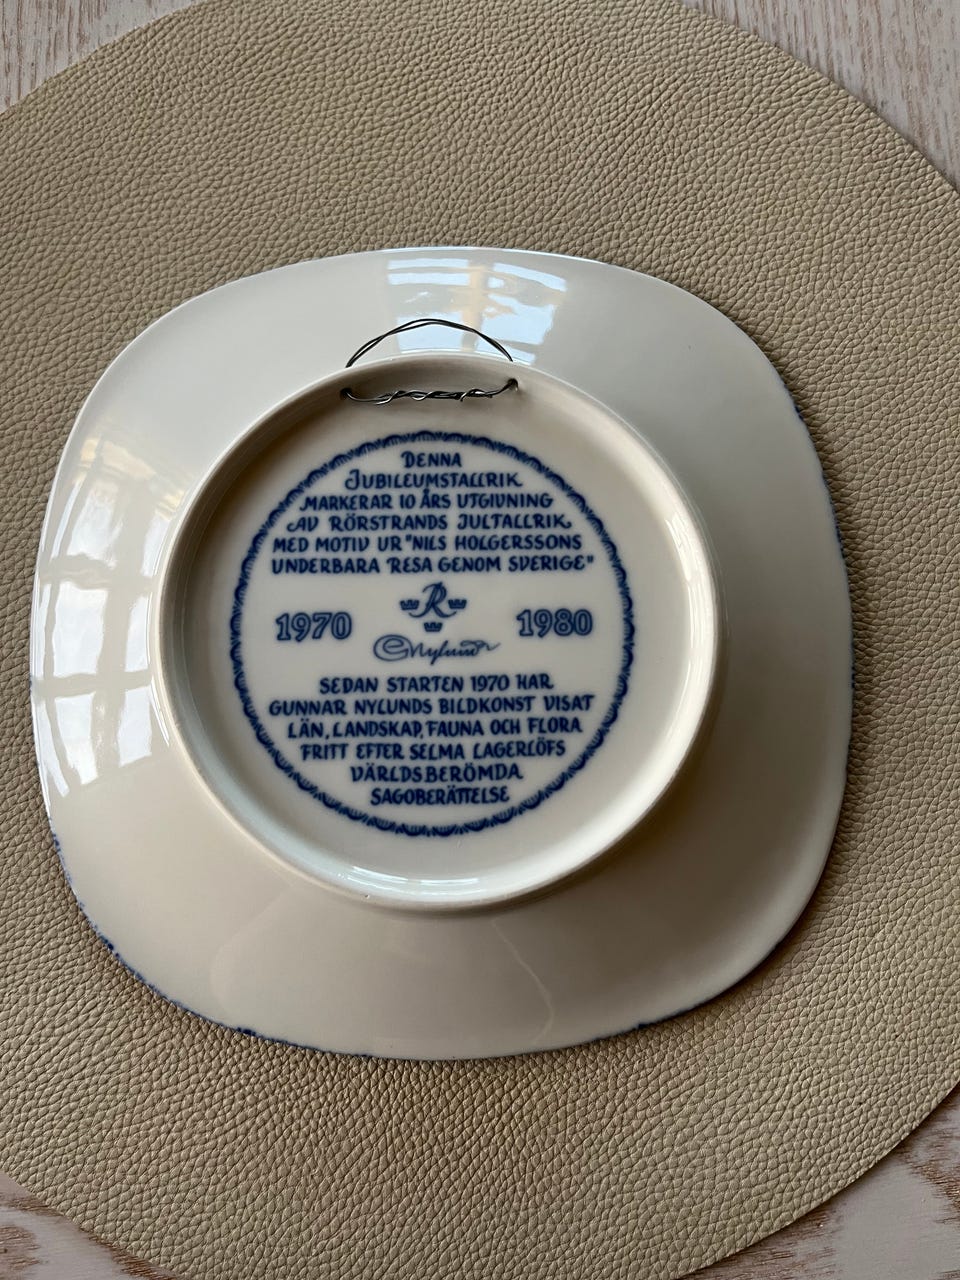 DENNA
JUBILEUMSTALLRIK
MARKERAR 10 ÅRS UTGIVNING
AV RÖRSTRANDS JULTALLRIK
MED MOTIV UR "NILS HOLGERSSONS
UNDERBARA RESA GENOM SVERIGE"
R
1970 1980
GNylund
SEDAN STARTEN 1970 HAR
GUNNAR NYLUNDS BILDKONST VISAT
LÄN, LANDSKAP, FAUNA OCH FLORA
FRITT EFTER SELMA LAGERLÖFS
VÄRLDSBERÖMDA
SAGOBERÄTTELSE